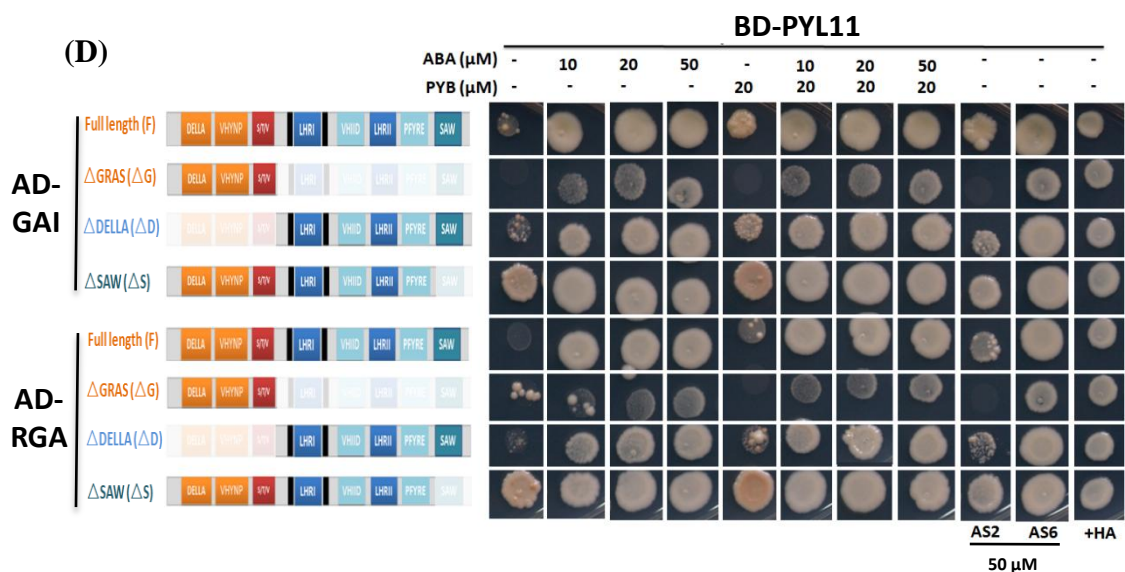 (D)
BD-PYL11
ABA (μM) - 10 20 50 - 10 20 50 - - -
PYB (μM) - - - - 20 20 20 20 - - -
AD-GAI
Full length (F) DELLA VHYNP S/T/V LHRI VHIID LHRII PFYRE SAW
△GRAS (△G) DELLA VHYNP S/T/V LHRI VHIID LHRII PFYRE SAW
△DELLA (△D) DELLA VHYNP S/T/V LHRI VHIID LHRII PFYRE SAW
△SAW (△S) DELLA VHYNP S/T/V LHRI VHIID LHRII PFYRE SAW
AD-RGA
Full length (F) DELLA VHYNP S/T/V LHRI VHIID LHRII PFYRE SAW
△GRAS (△G) DELLA VHYNP S/T/V LHRI VHIID LHRII PFYRE SAW
△DELLA (△D) DELLA VHYNP S/T/V LHRI VHIID LHRII PFYRE SAW
△SAW (△S) DELLA VHYNP S/T/V LHRI VHIID LHRII PFYRE SAW
AS2 AS6 +HA
50 μM